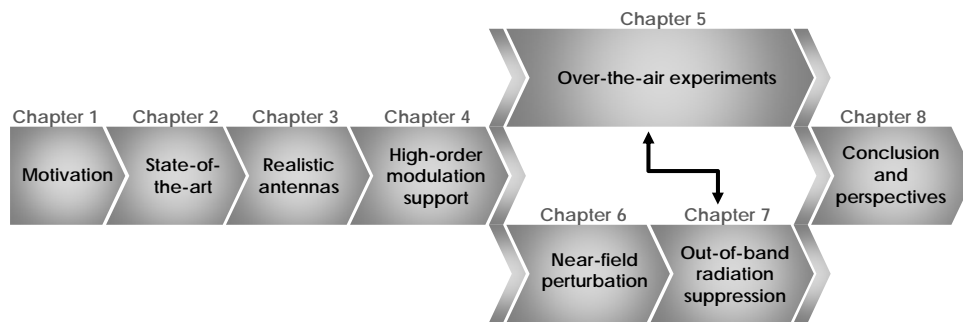 Chapter 1
Motivation
Chapter 2
State-of-
the-art
Chapter 3
Realistic
antennas
Chapter 4
High-order
modulation
support
Chapter 5
Over-the-air experiments
Chapter 6
Near-field
perturbation
Chapter 7
Out-of-band
radiation
suppression
Chapter 8
Conclusion
and
perspectives